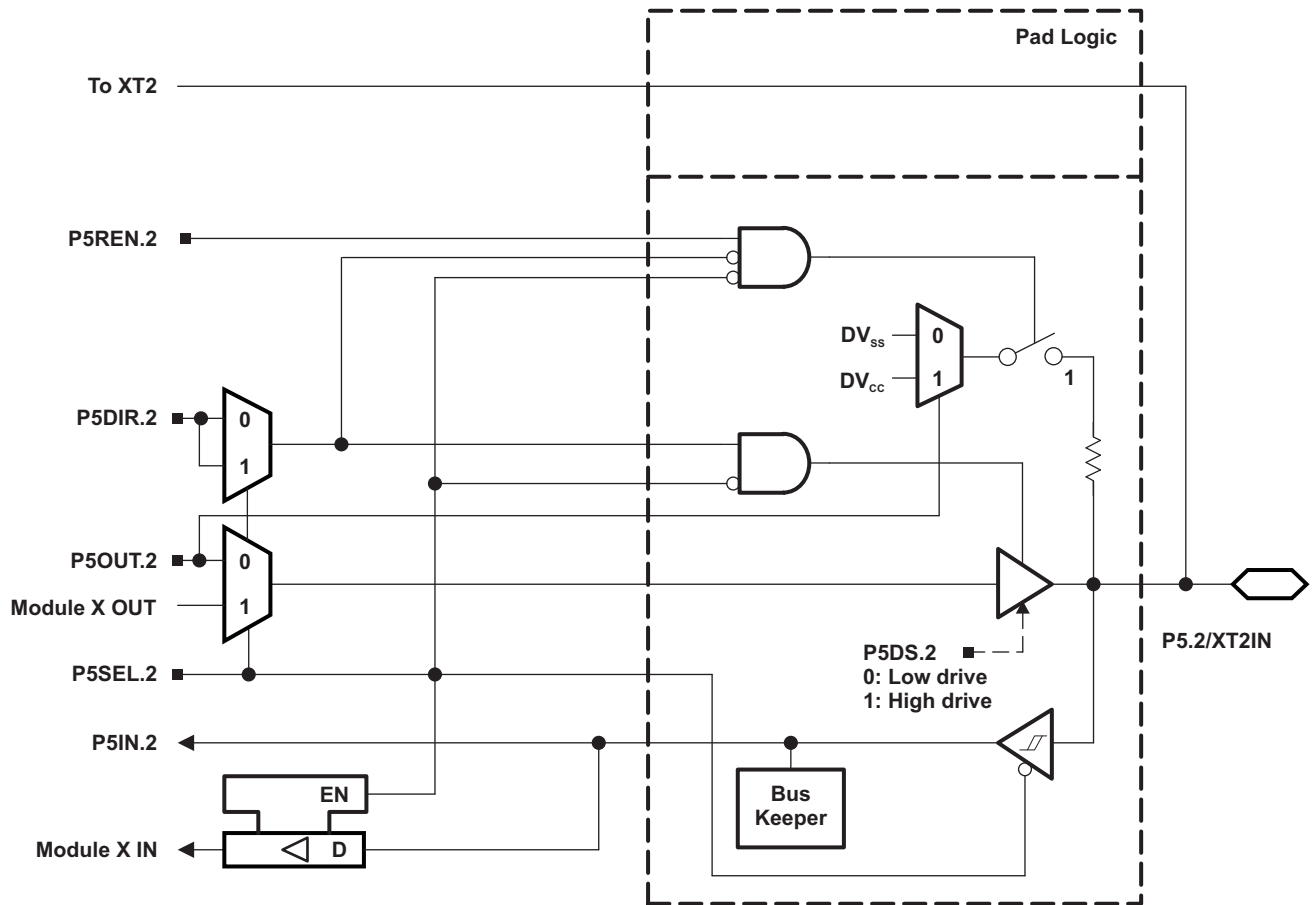 Pad Logic
To XT2
P5REN.2
DVSS
0
DVCC
1
1
P5DIR.2
0
1
P5OUT.2
0
Module X OUT
1
P5DS.2
0: Low drive
1: High drive
P5.2/XT2IN
P5SEL.2
P5IN.2
EN
Bus
Keeper
Module X IN
D